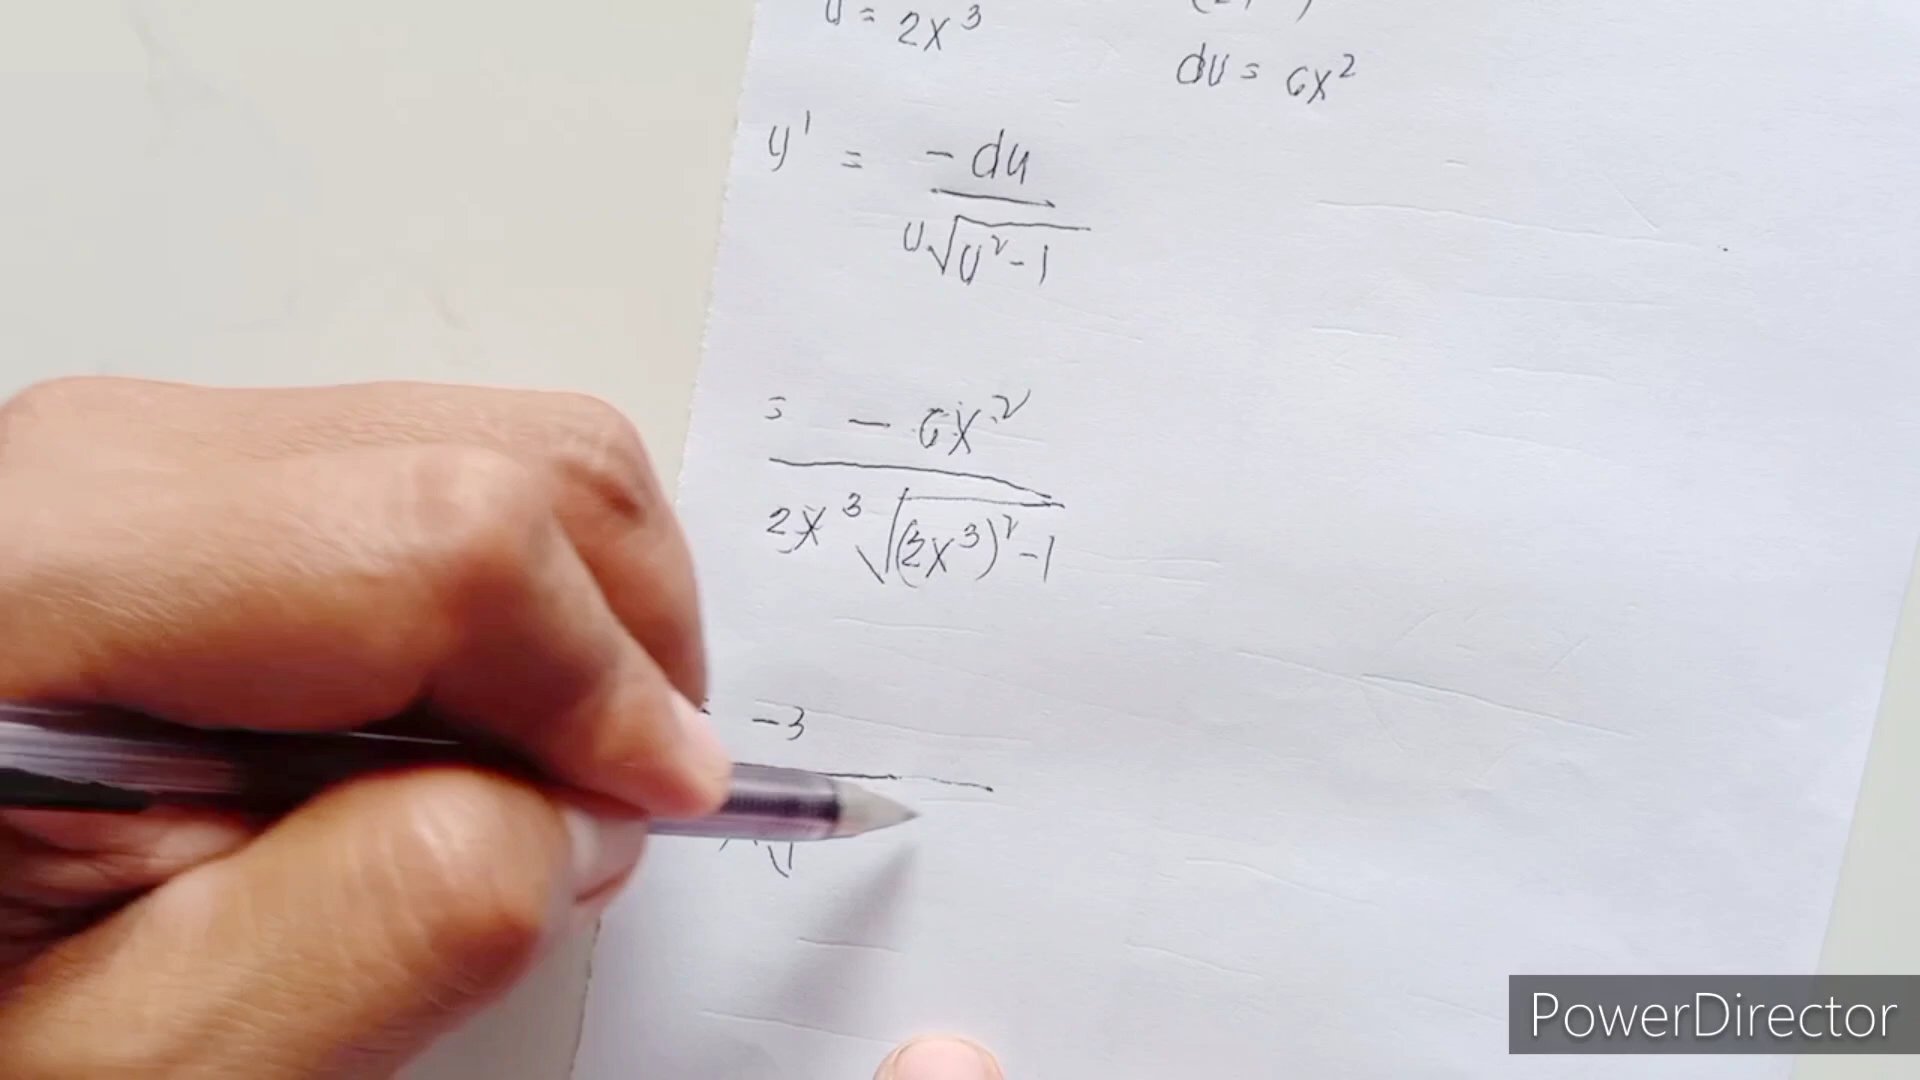 u = 2x³
du = 6x²
y' = -du
u√u²-1
= -6x²
2x³√(2x³)²-1
-3
x√
PowerDirector